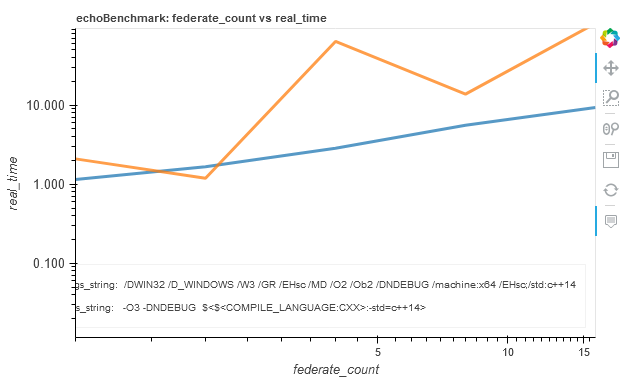 echoBenchmark: federate_count vs real_time
10.000
1.000
0.100
real_time
gs_string: /DWIN32 /D_WINDOWS /W3 /GR /EHsc /MD /O2 /Ob2 /DNDEBUG /machine:x64 /EHsc;/std:c++14
s_string: -O3 -DNDEBUG $<$<COMPILE_LANGUAGE:CXX>:-std=c++14>
5 10 15
federate_count